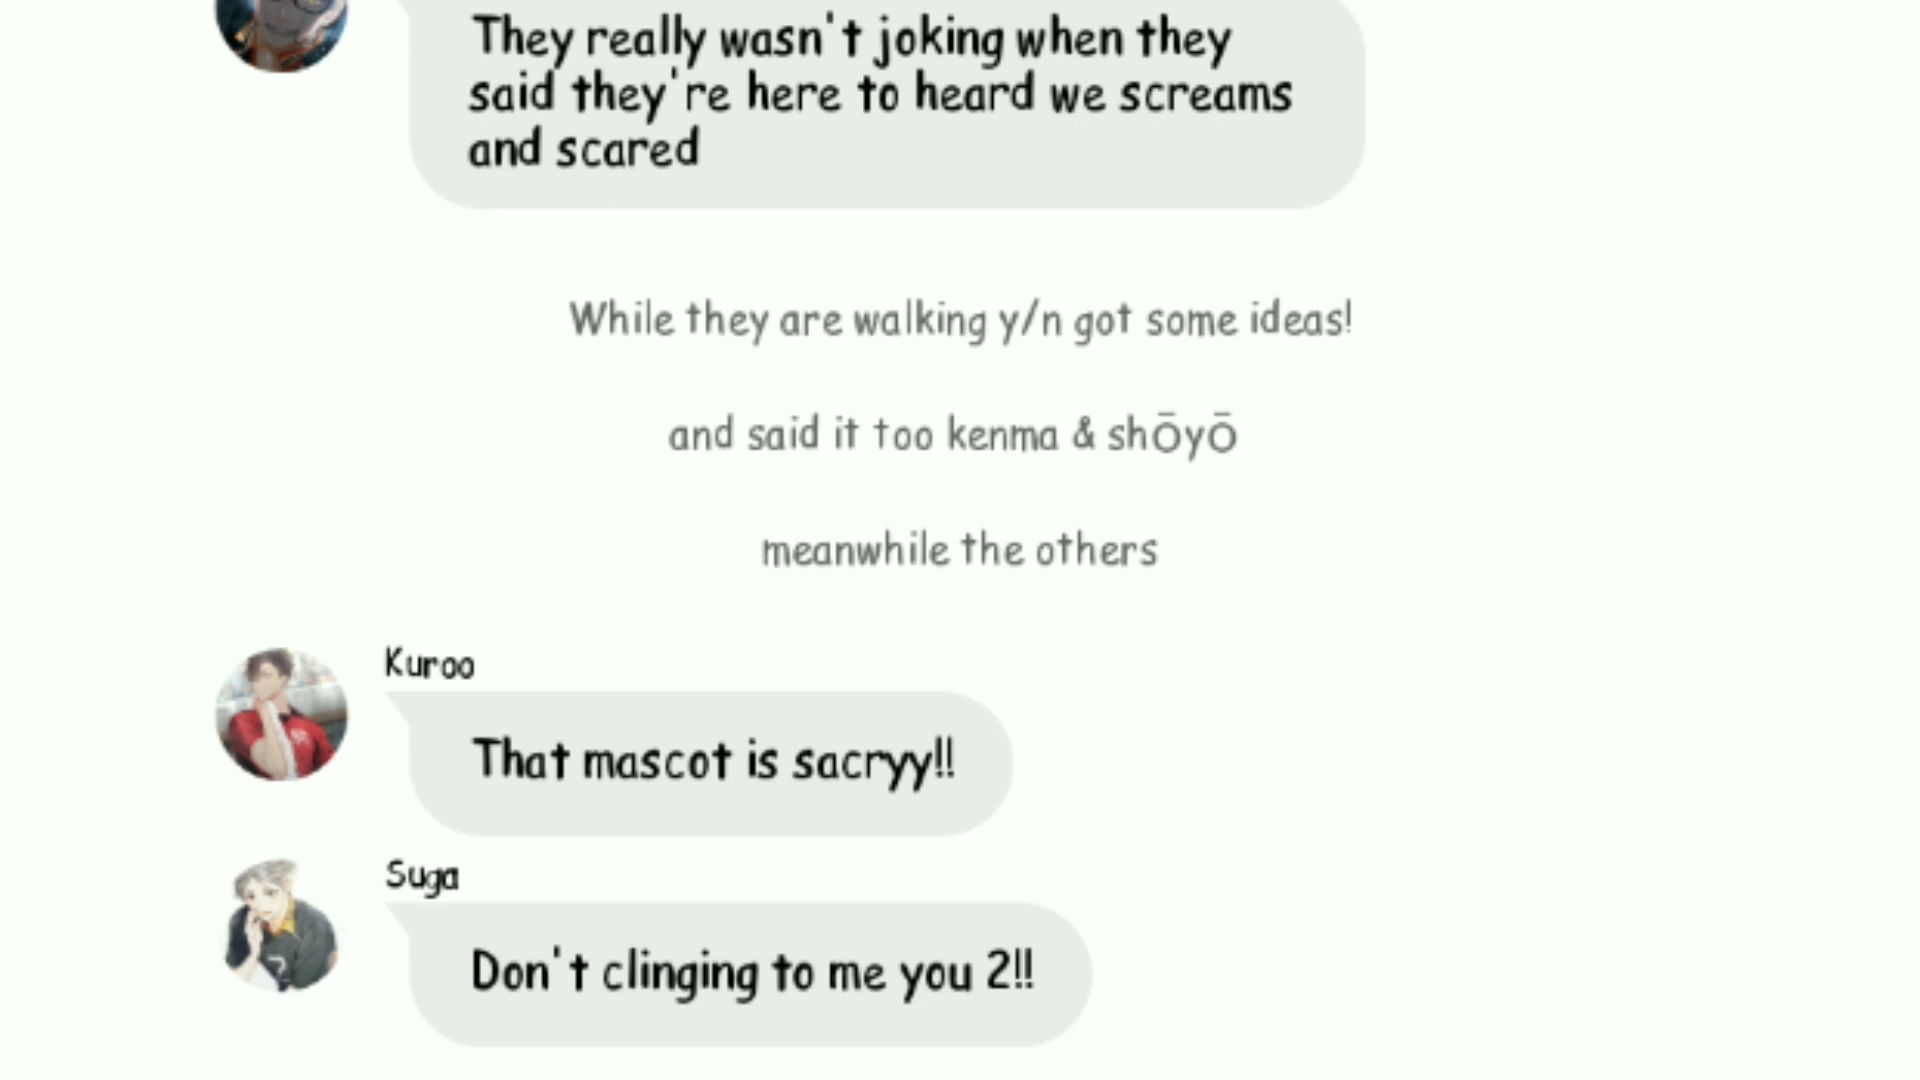 They really wasn't joking when they
said they're here to heard we screams
and scared
While they are walking y/n got some ideas!
and said it too kenma & shōyō
meanwhile the others
Kuroo
That mascot is sacryy!!
Suga
Don't clinging to me you 2!!